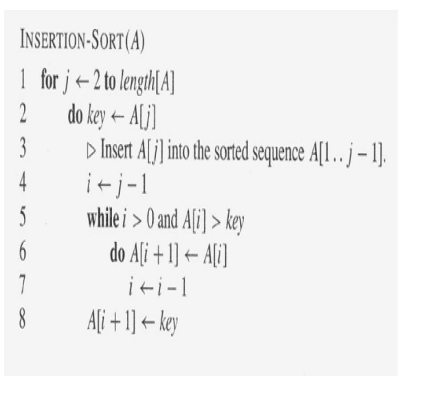 INSERTION-SORT(A)
1 for j ← 2 to length[A]
2 do key ← A[j]
3 ▷ Insert A[j] into the sorted sequence A[1 . . j – 1].
4 i ← j – 1
5 while i > 0 and A[i] > key
6 do A[i + 1] ← A[i]
7 i ← i – 1
8 A[i + 1] ← key